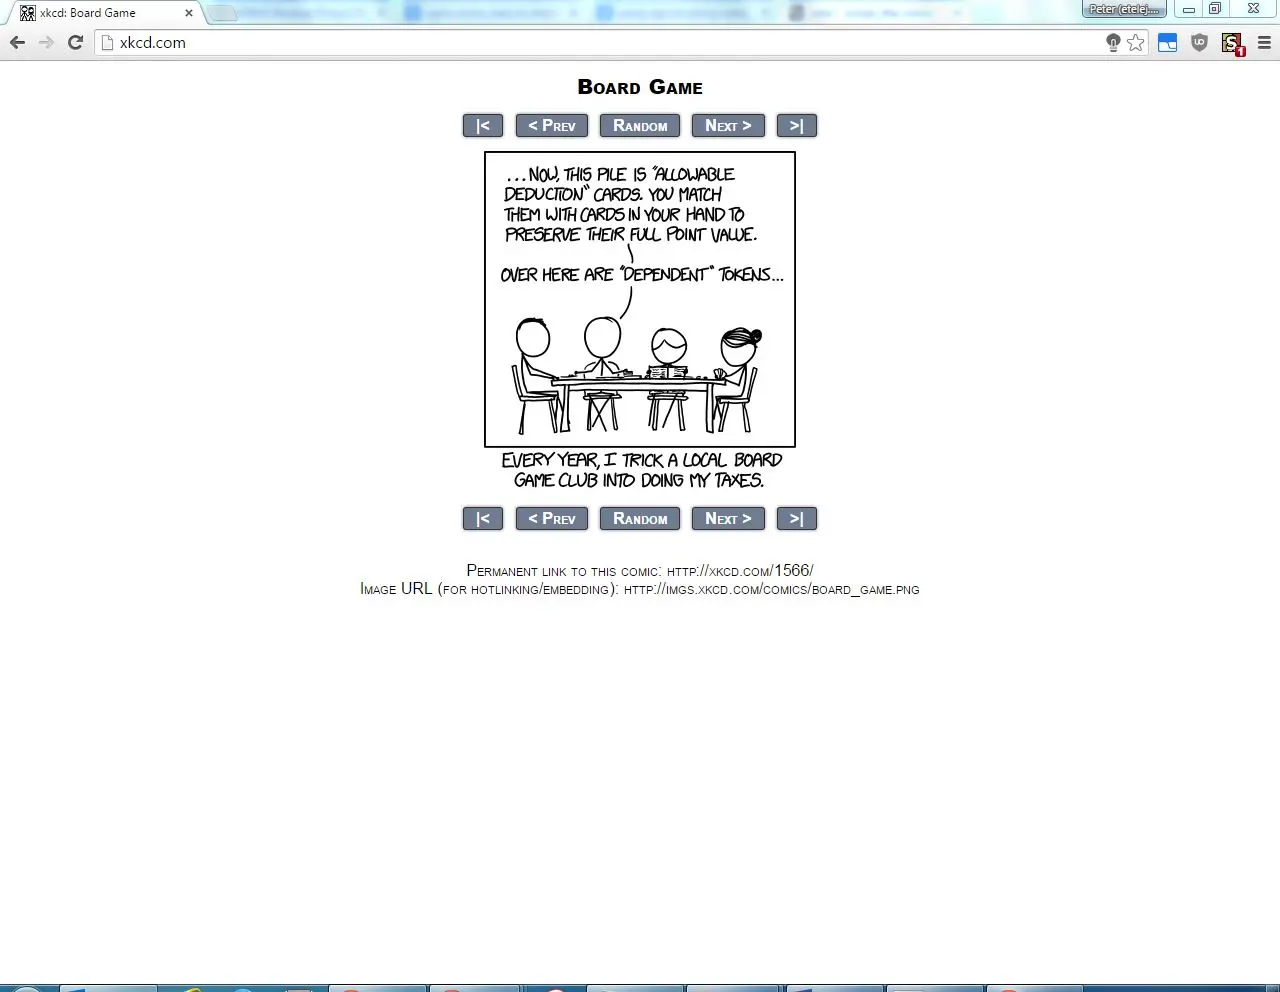 xkcd: Board Game
Peter (etelej....
xkcd.com
1
Board Game
|< < Prev Random Next > >|
...NOW, THIS PILE IS "ALLOWABLE
DEDUCTION" CARDS. YOU MATCH
THEM WITH CARDS IN YOUR HAND TO
PRESERVE THEIR FULL POINT VALUE.
OVER HERE ARE "DEPENDENT" TOKENS...
EVERY YEAR, I TRICK A LOCAL BOARD
GAME CLUB INTO DOING MY TAXES.
|< < Prev Random Next > >|
Permanent link to this comic: http://xkcd.com/1566/
Image URL (for hotlinking/embedding): http://imgs.xkcd.com/comics/board_game.png